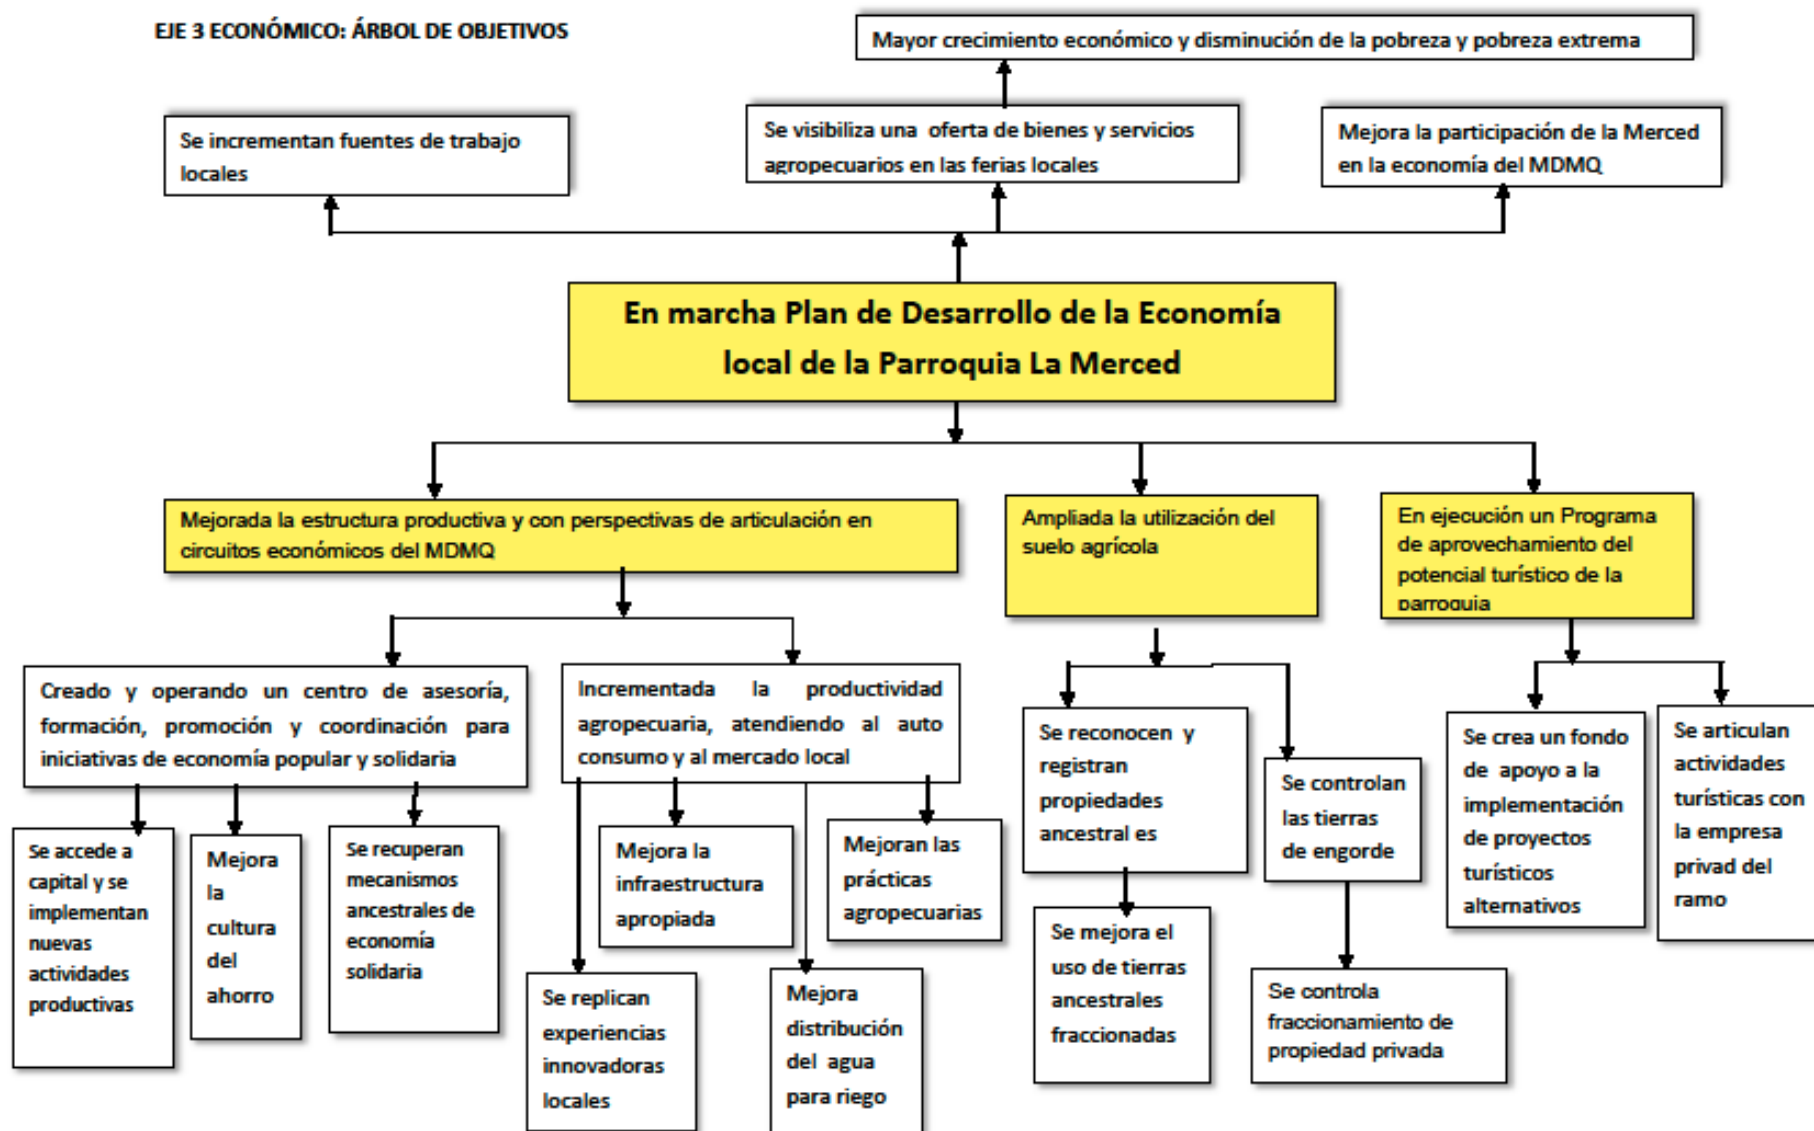 EJE 3 ECONÓMICO: ÁRBOL DE OBJETIVOS
Mayor crecimiento económico y disminución de la pobreza y pobreza extrema
Se incrementan fuentes de trabajo
locales
Se visibiliza una oferta de bienes y servicios
agropecuarios en las ferias locales
Mejora la participación de la Merced
en la economía del MDMQ
En marcha Plan de Desarrollo de la Economía
local de la Parroquia La Merced
Mejorada la estructura productiva y con perspectivas de articulación en
circuitos económicos del MDMQ
Ampliada la utilización del
suelo agrícola
En ejecución un Programa
de aprovechamiento del
potencial turístico de la
parroquia
Creado y operando un centro de asesoría,
formación, promoción y coordinación para
iniciativas de economía popular y solidaria
Incrementada la productividad
agropecuaria, atendiendo al auto
consumo y al mercado local
Se reconocen y
registran
propiedades
ancestral es
Se controlan
las tierras
de engorde
Se crea un fondo
de apoyo a la
implementación
de proyectos
turísticos
alternativos
Se articulan
actividades
turísticas con
la empresa
privad del
ramo
Se accede a
capital y se
implementan
nuevas
actividades
productivas
Mejora
la
cultura
del
ahorro
Se recuperan
mecanismos
ancestrales de
economía
solidaria
Mejora la
infraestructura
apropiada
Mejoran las
prácticas
agropecuarias
Se replican
experiencias
innovadoras
locales
Mejora
distribución
del agua
para riego
Se mejora el
uso de tierras
ancestrales
fraccionadas
Se controla
fraccionamiento de
propiedad privada